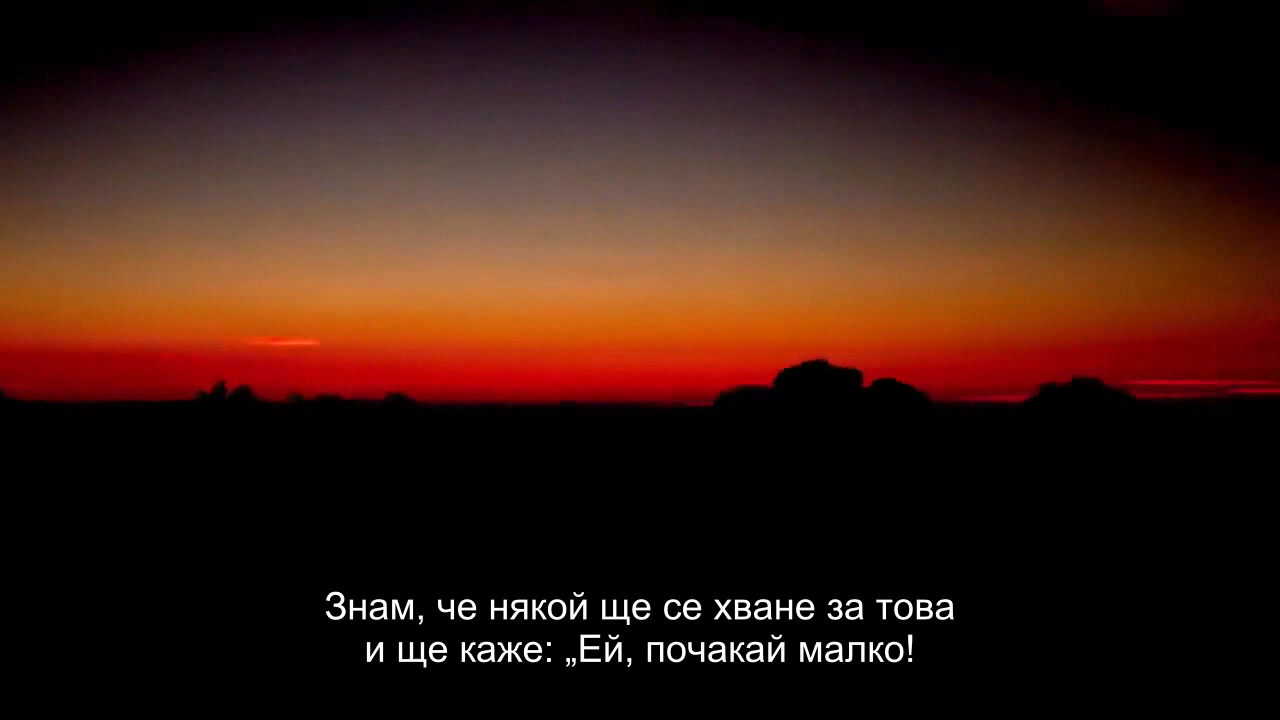 Знам, че някой ще се хване за това
и ще каже: „Ей, почакай малко!